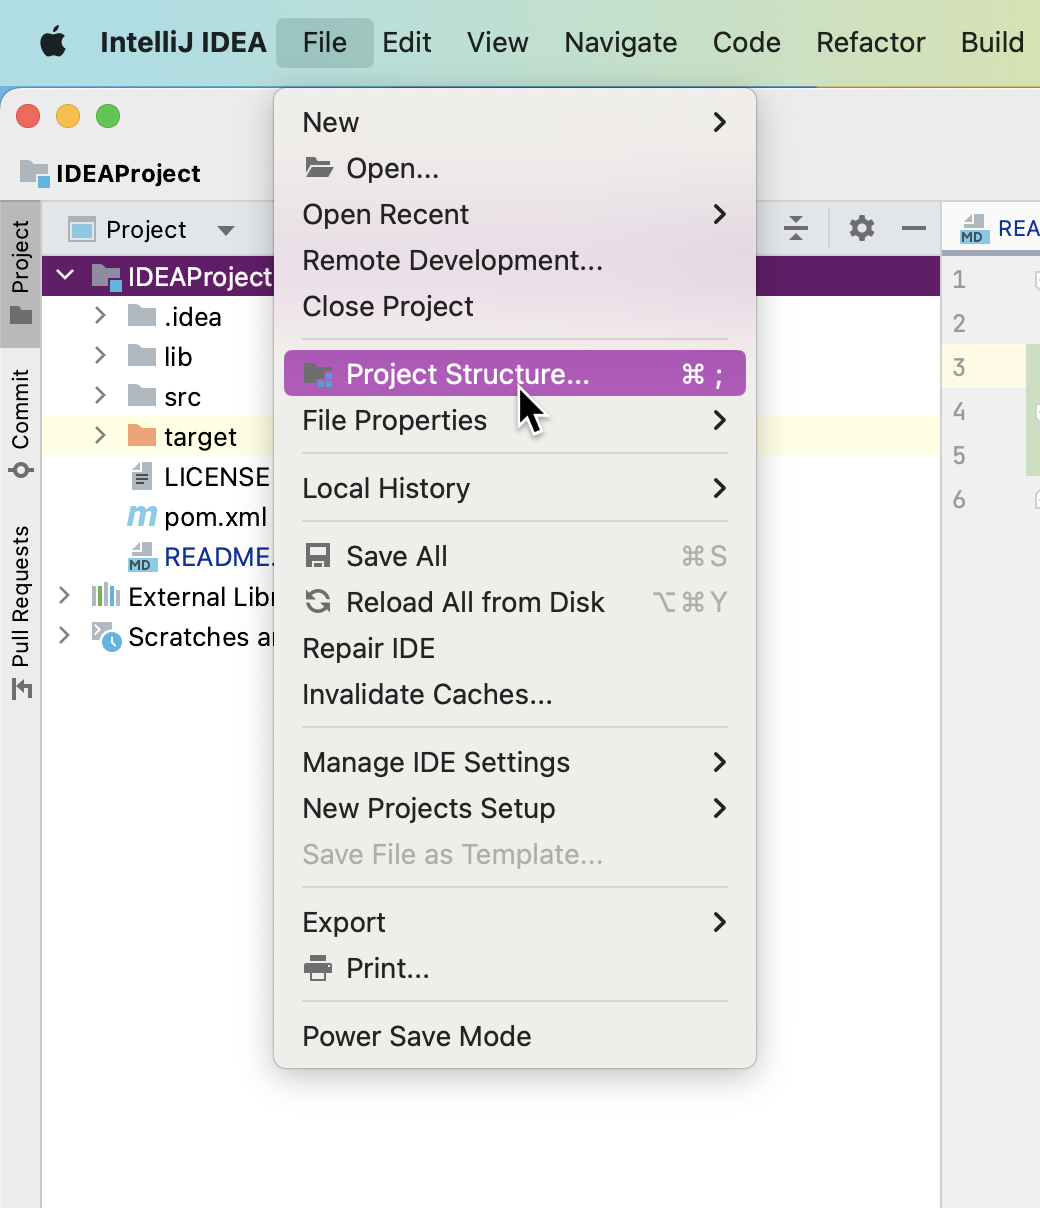 IntelliJ IDEA File Edit View Navigate Code Refactor Build
IDEAProject
Project
Commit
Pull Requests
Project
IDEAProject
.idea
lib
src
target
LICENSE
pom.xml
MD README.
External Libr
Scratches a
New
Open...
Open Recent
Remote Development...
Close Project
Project Structure... ⌘ ;
File Properties
Local History
Save All ⌘S
Reload All from Disk ⌥⌘Y
Repair IDE
Invalidate Caches...
Manage IDE Settings
New Projects Setup
Save File as Template...
Export
Print...
Power Save Mode
MD REA
1
2
3
4
5
6